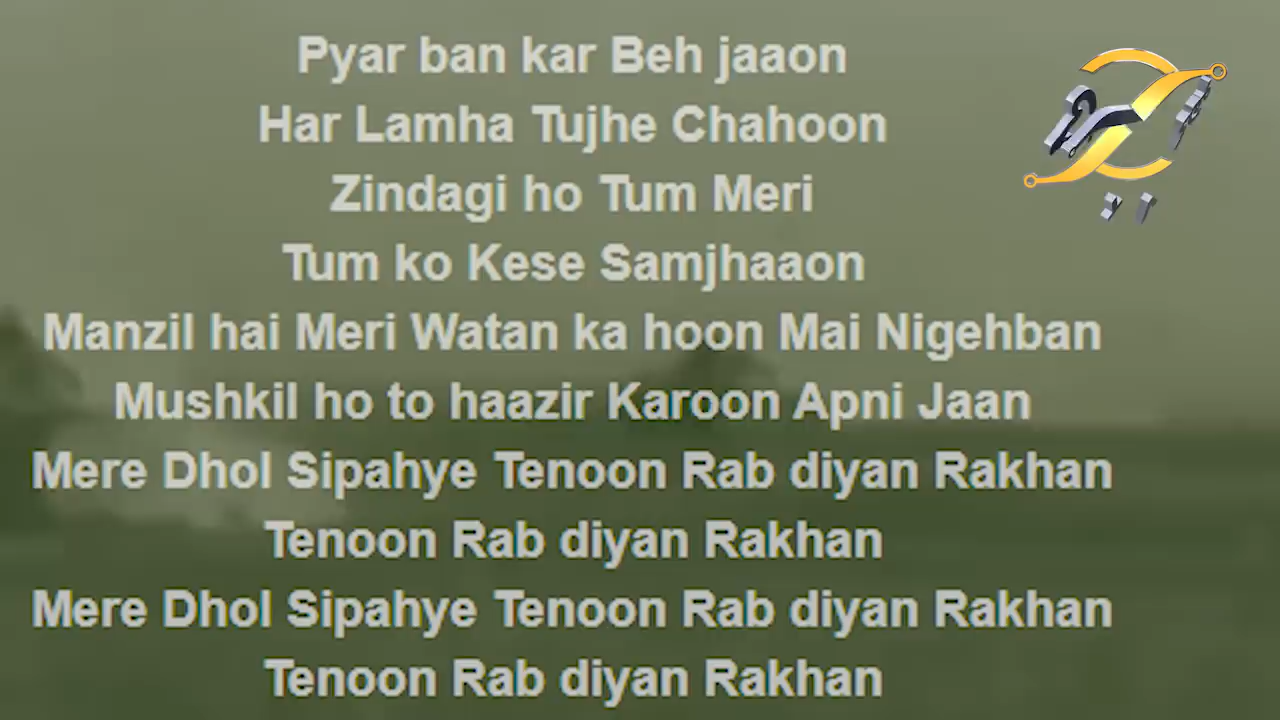 Pyar ban kar Beh jaaon
Har Lamha Tujhe Chahoon
Zindagi ho Tum Meri
Tum ko Kese Samjhaaon
Manzil hai Meri Watan ka hoon Mai Nigehban
Mushkil ho to haazir Karoon Apni Jaan
Mere Dhol Sipahye Tenoon Rab diyan Rakhan
Tenoon Rab diyan Rakhan
Mere Dhol Sipahye Tenoon Rab diyan Rakhan
Tenoon Rab diyan Rakhan